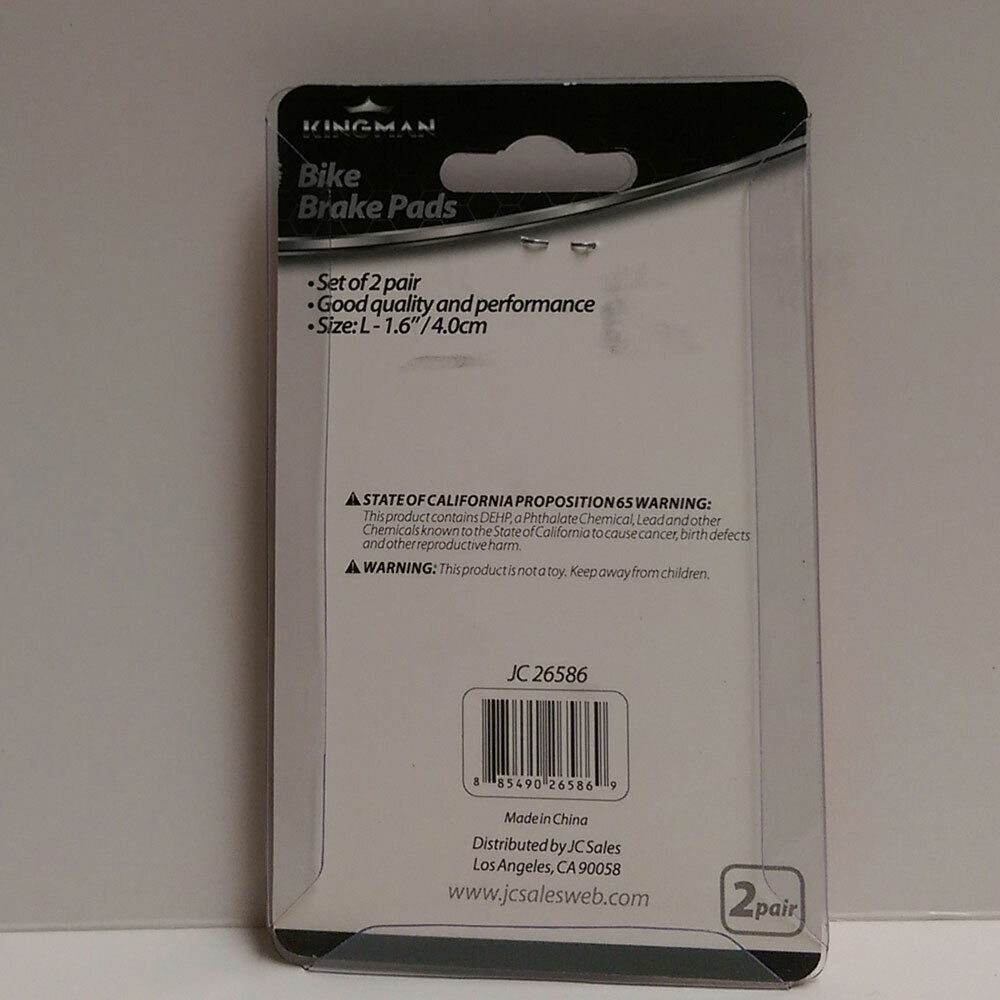 KINGMAN
Bike
Brake Pads
• Set of 2 pair
• Good quality and performance
• Size: L - 1.6" / 4.0cm
⚠ STATE OF CALIFORNIA PROPOSITION 65 WARNING:
This product contains DEHP, a Phthalate Chemical, Lead and other
Chemicals known to the State of California to cause cancer, birth defects
and other reproductive harm.
⚠ WARNING: This product is not a toy. Keep away from children.
JC 26586
8 85490 26586 9
Made in China
Distributed by JC Sales
Los Angeles, CA 90058
www.jcsalesweb.com
2 pair